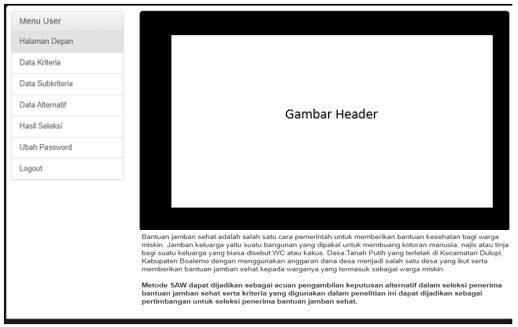 Menu User
Halaman Depan
Data Kriteria
Data Subkriteria
Data Alternatif
Hasil Seleksi
Ubah Password
Logout
Gambar Header
Bantuan jamban sehat adalah salah satu cara pemerintah untuk memberikan bantuan kesehatan bagi warga
miskin. Jamban keluarga yaitu suatu bangunan yang dipakai untuk membuang kotoran manusia, najis atau tinja
bagi suatu keluarga yang biasa disebut WC atau kakus. Desa Tanah Putih yang terletak di Kecamatan Dulupi,
Kabupaten Boalemo dengan menggunakan anggaran dana desa menjadi salah satu desa yang ikut serta
memberikan bantuan jamban sehat kepada warganya yang termasuk sebagai warga miskin.
Metode SAW dapat dijadikan sebagai acuan pengambilan keputusan alternatif dalam seleksi penerima
bantuan jamban sehat serta kriteria yang digunakan dalam penelitian ini dapat dijadikan sebagai
pertimbangan untuk seleksi penerima bantuan jamban sehat.